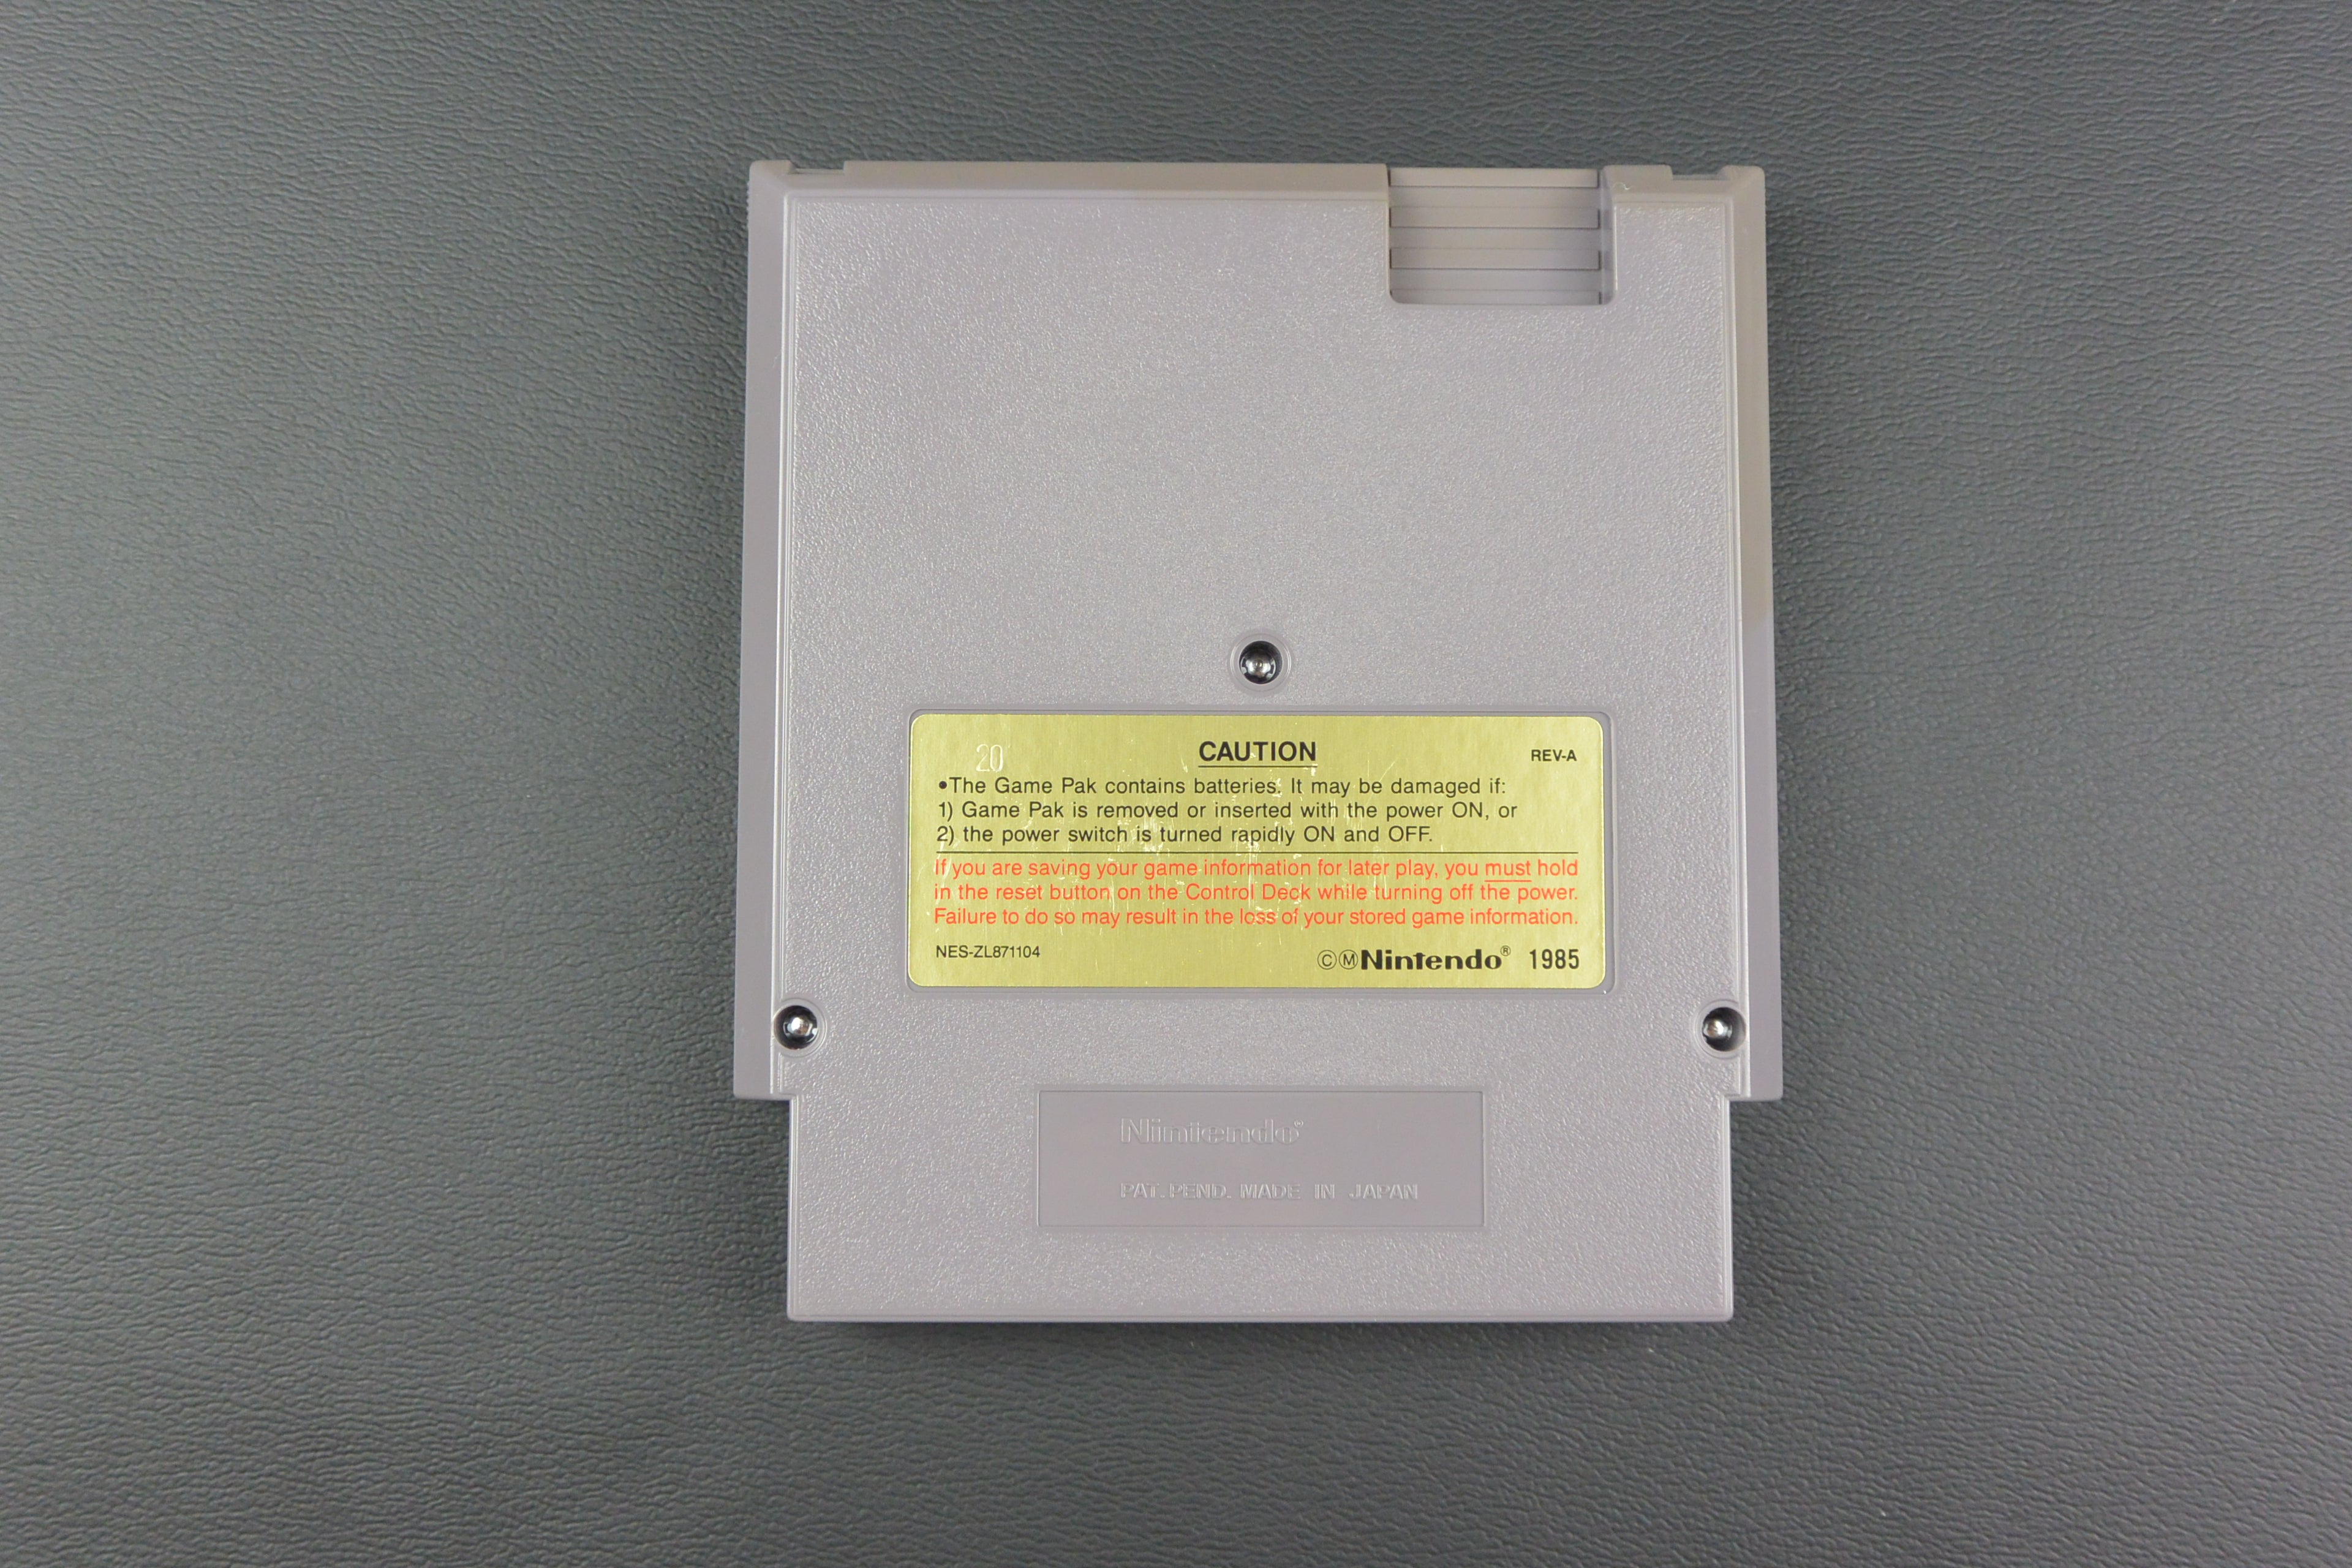 20
CAUTION
REV-A
•The Game Pak contains batteries. It may be damaged if:
1) Game Pak is removed or inserted with the power ON, or
2) the power switch is turned rapidly ON and OFF.
If you are saving your game information for later play, you must hold
in the reset button on the Control Deck while turning off the power.
Failure to do so may result in the loss of your stored game information.
NES-ZL871104
ⒸⓂNintendo® 1985
Nintendo®
PAT. PEND. MADE IN JAPAN